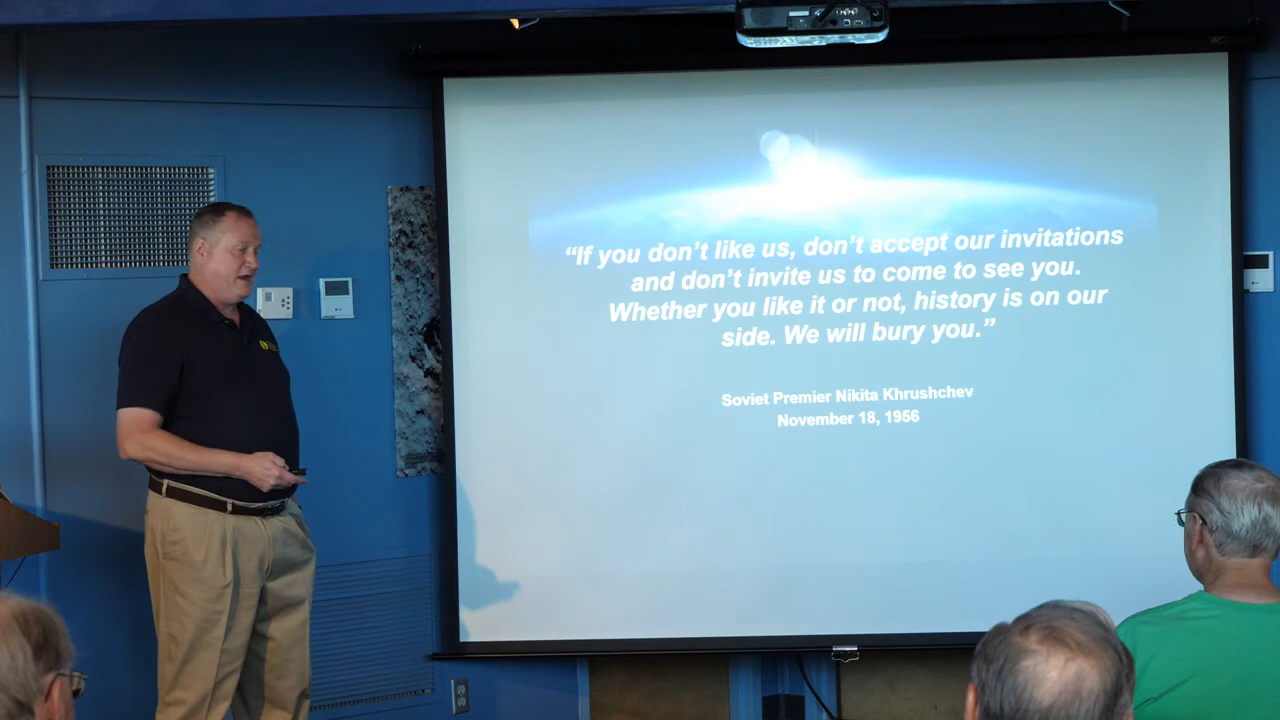 “If you don’t like us, don’t accept our invitations
and don’t invite us to come to see you.
Whether you like it or not, history is on our
side. We will bury you.”
Soviet Premier Nikita Khrushchev
November 18, 1956